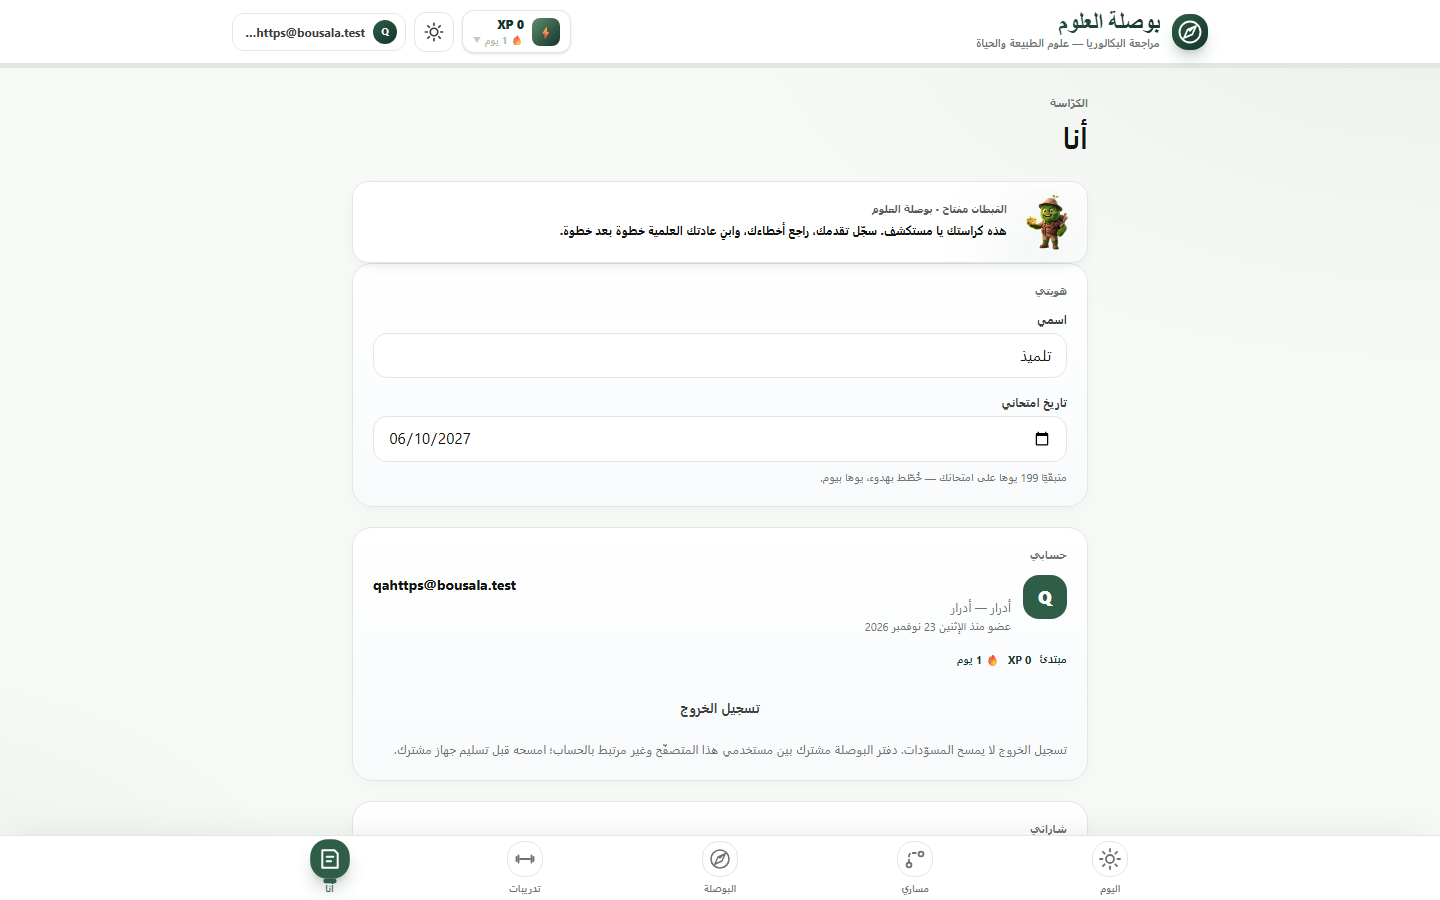 بوصلة العلوم
مراجعة البكالوريا — علوم الطبيعة والحياة
XP 0
1 يوم
Q
...https@bousala.test
الكرّاسة
أنا
القبطان مفتاح • بوصلة العلوم
هذه كراستك يا مستكشف. سجّل تقدمك، راجع أخطاءك، وابنِ عادتك العلمية خطوة بعد خطوة.
هويتي
اسمي
تلميذ
تاريخ امتحاني
06/10/2027
متبقّيًا 199 يومًا على امتحانك — خُطّط بهدوء، يومًا بيوم.
حسابي
Q
qahttps@bousala.test
أدرار — أدرار
عضو منذ الإثنين 23 نوفمبر 2026
مبتدئ XP 0 1 يوم
تسجيل الخروج
تسجيل الخروج لا يمسح المسوّدات. دفتر البوصلة مشترك بين مستخدمي هذا المتصفّح وغير مرتبط بالحساب؛ امسحه قبل تسليم جهاز مشترك.
شاراتي
اليوم
مساري
البوصلة
تدريبات
أنا